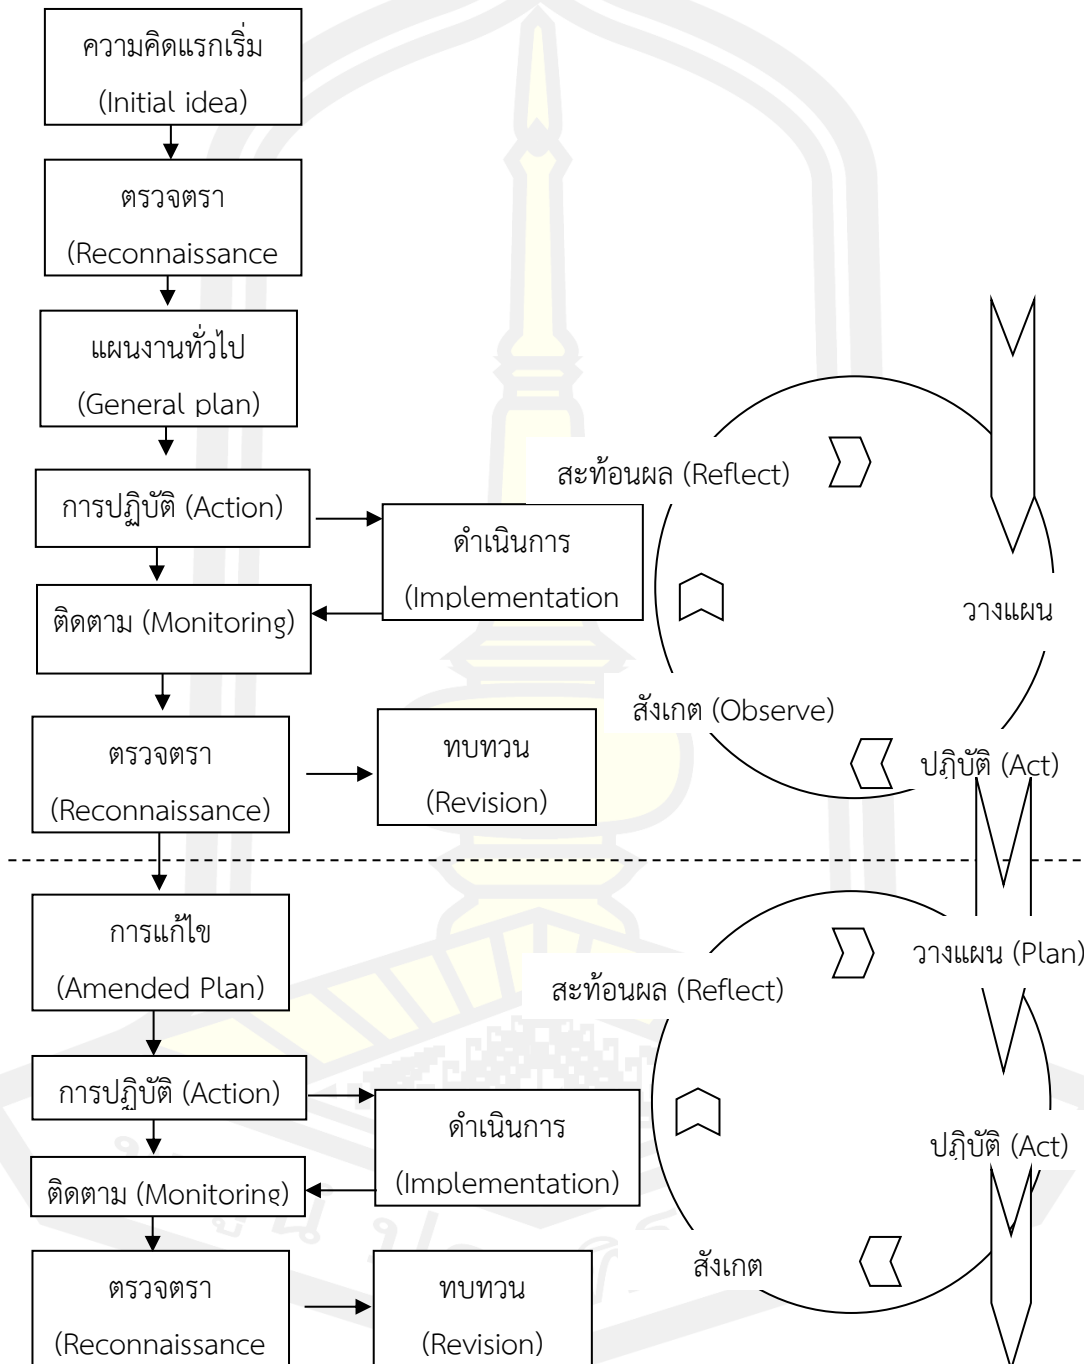 ความคิดแรกเริ่ม
(Initial idea)
ตรวจตรา
(Reconnaissance
แผนงานทั่วไป
(General plan)
การปฏิบัติ (Action)
ดำเนินการ
(Implementation
ติดตาม (Monitoring)
ตรวจตรา
(Reconnaissance)
ทบทวน
(Revision)
สะท้อนผล (Reflect)
วางแผน
สังเกต (Observe)
ปฏิบัติ (Act)
การแก้ไข
(Amended Plan)
การปฏิบัติ (Action)
ดำเนินการ
(Implementation)
ติดตาม (Monitoring)
ตรวจตรา
(Reconnaissance
ทบทวน
(Revision)
สะท้อนผล (Reflect)
วางแผน (Plan)
ปฏิบัติ (Act)
สังเกต